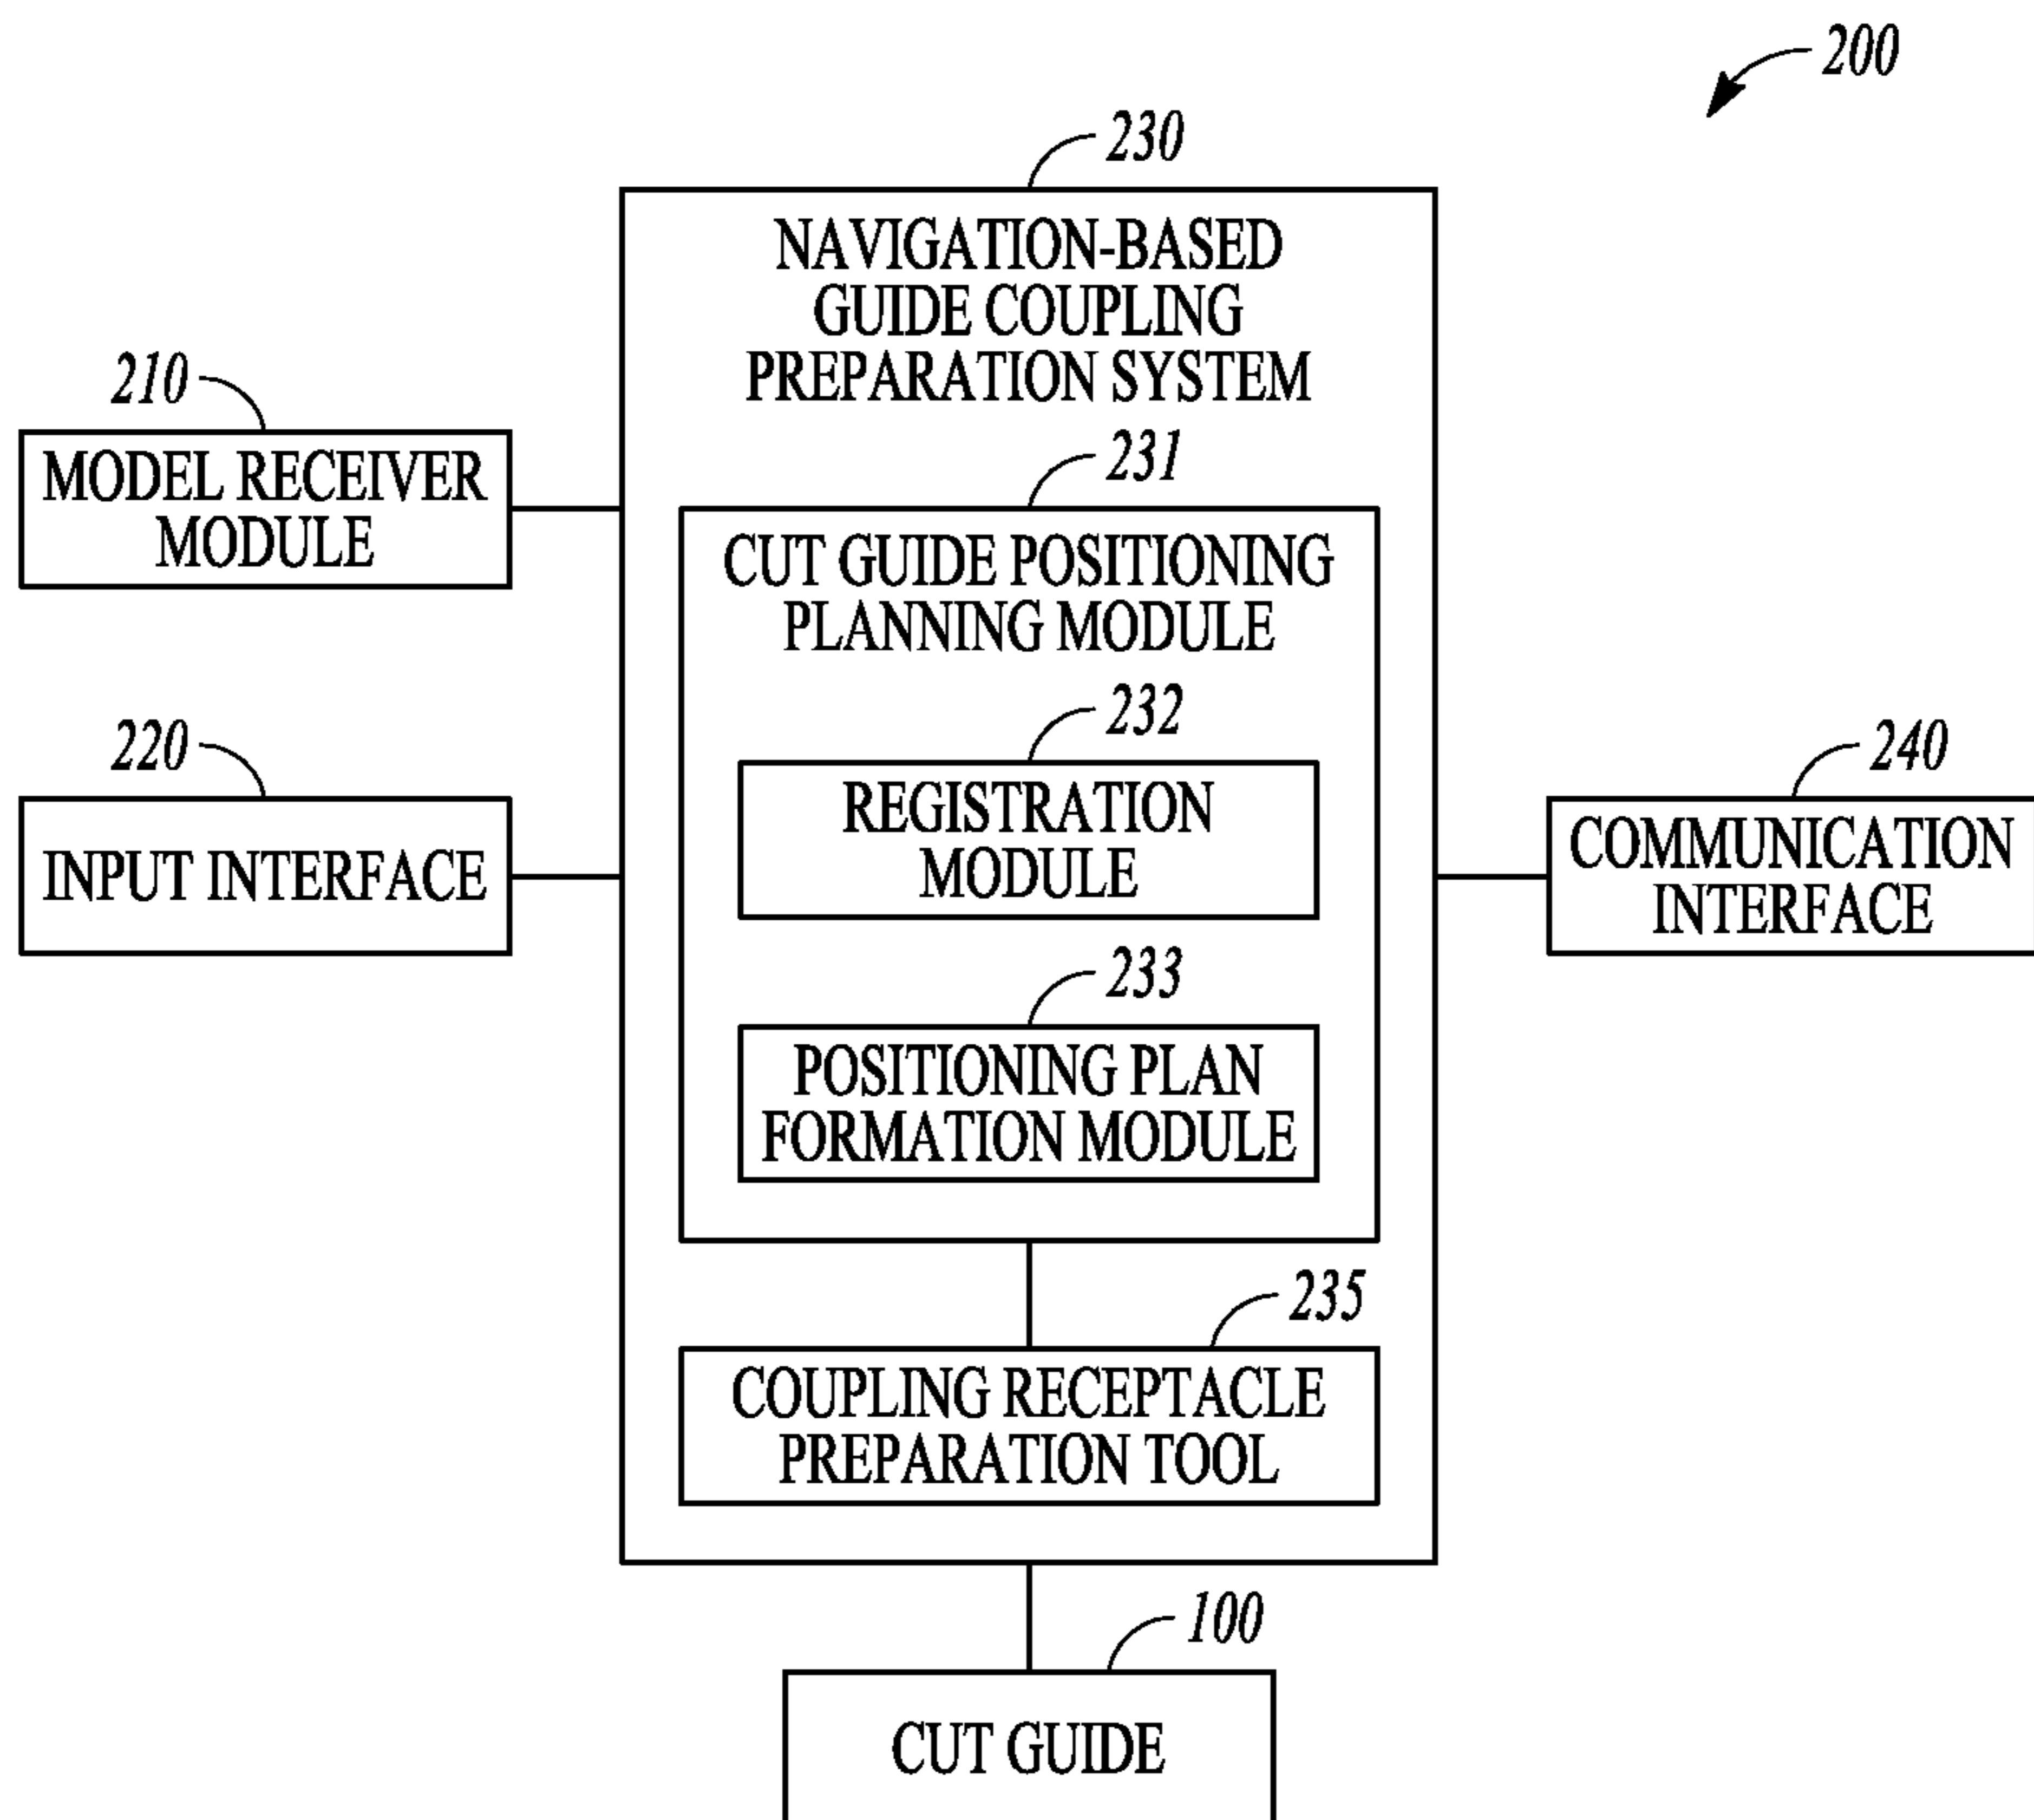 200
230
NAVIGATION-BASED
GUIDE COUPLING
PREPARATION SYSTEM
210
MODEL RECEIVER
MODULE
231
CUT GUIDE POSITIONING
PLANNING MODULE
220
INPUT INTERFACE
232
REGISTRATION
MODULE
240
COMMUNICATION
INTERFACE
233
POSITIONING PLAN
FORMATION MODULE
235
COUPLING RECEPTACLE
PREPARATION TOOL
100
CUT GUIDE